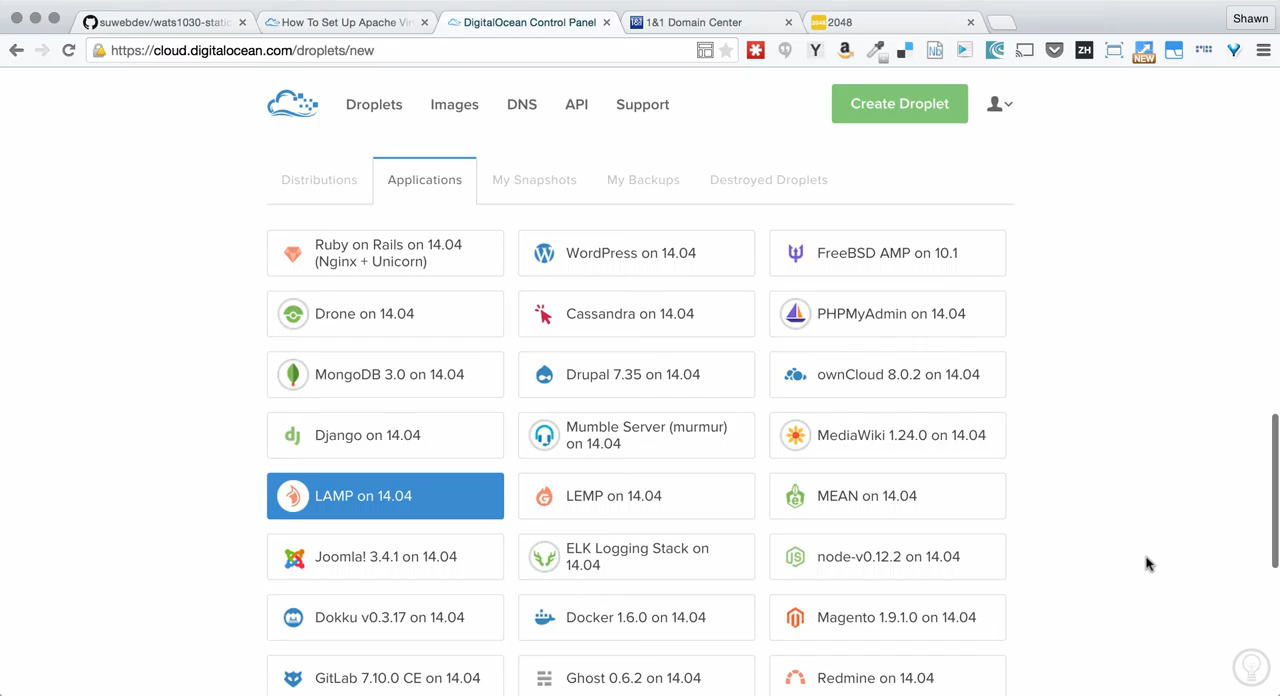 suwebdev/wats1030-static
How To Set Up Apache Vir
DigitalOcean Control Panel
1&1 Domain Center
2048
Shawn
https://cloud.digitalocean.com/droplets/new
Droplets
Images
DNS
API
Support
Create Droplet
Distributions
Applications
My Snapshots
My Backups
Destroyed Droplets
Ruby on Rails on 14.04
(Nginx + Unicorn)
WordPress on 14.04
FreeBSD AMP on 10.1
Drone on 14.04
Cassandra on 14.04
PHPMyAdmin on 14.04
MongoDB 3.0 on 14.04
Drupal 7.35 on 14.04
ownCloud 8.0.2 on 14.04
Django on 14.04
Mumble Server (murmur)
on 14.04
MediaWiki 1.24.0 on 14.04
LAMP on 14.04
LEMP on 14.04
MEAN on 14.04
Joomla! 3.4.1 on 14.04
ELK Logging Stack on
14.04
node-v0.12.2 on 14.04
Dokku v0.3.17 on 14.04
Docker 1.6.0 on 14.04
Magento 1.9.1.0 on 14.04
GitLab 7.10.0 CE on 14.04
Ghost 0.6.2 on 14.04
Redmine on 14.04